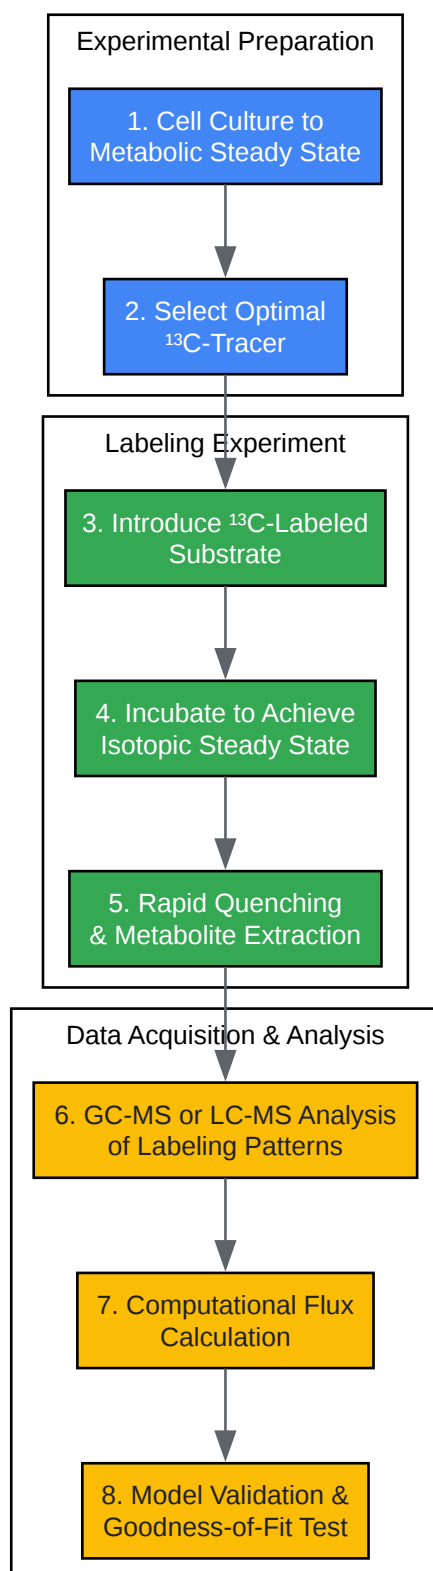 Experimental Preparation
1. Cell Culture to
Metabolic Steady State
2. Select Optimal
¹³C-Tracer
Labeling Experiment
3. Introduce ¹³C-Labeled
Substrate
4. Incubate to Achieve
Isotopic Steady State
5. Rapid Quenching
& Metabolite Extraction
Data Acquisition & Analysis
6. GC-MS or LC-MS Analysis
of Labeling Patterns
7. Computational Flux
Calculation
8. Model Validation &
Goodness-of-Fit Test